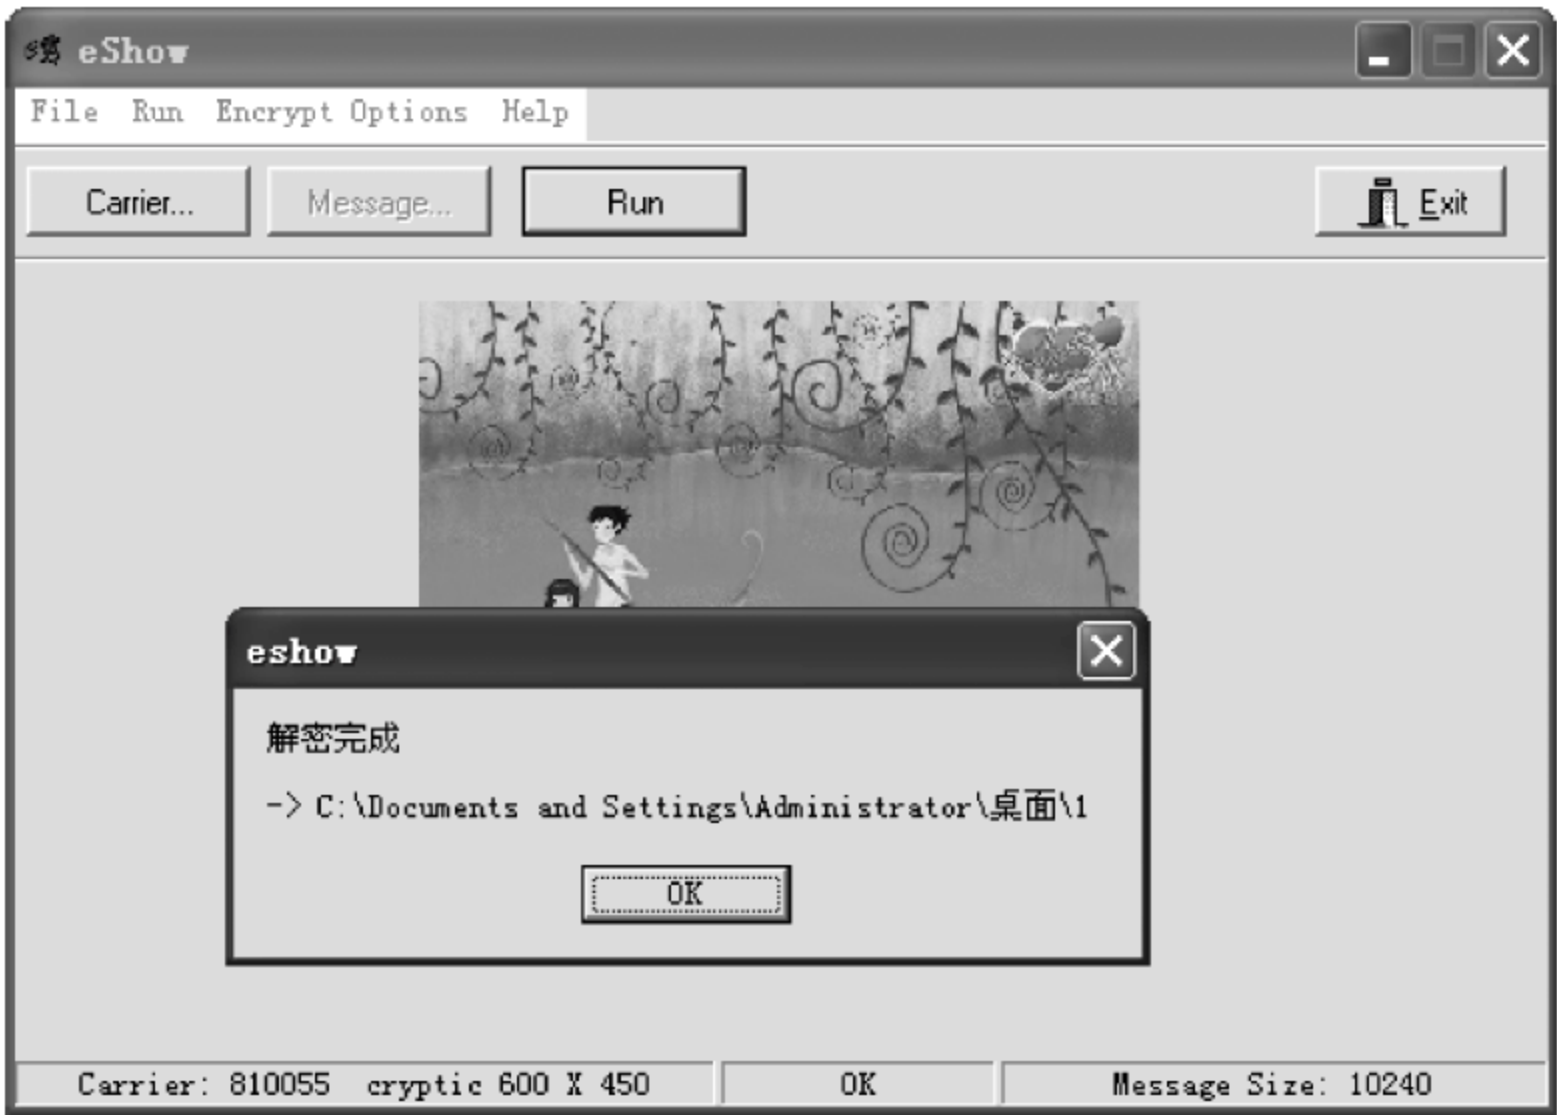 eShow
File Run Encrypt Options Help
Carrier... Message... Run Exit
eshow
解密完成
-> C:\Documents and Settings\Administrator\桌面\1
OK
Carrier: 810055 cryptic 600 X 450 OK Message Size: 10240